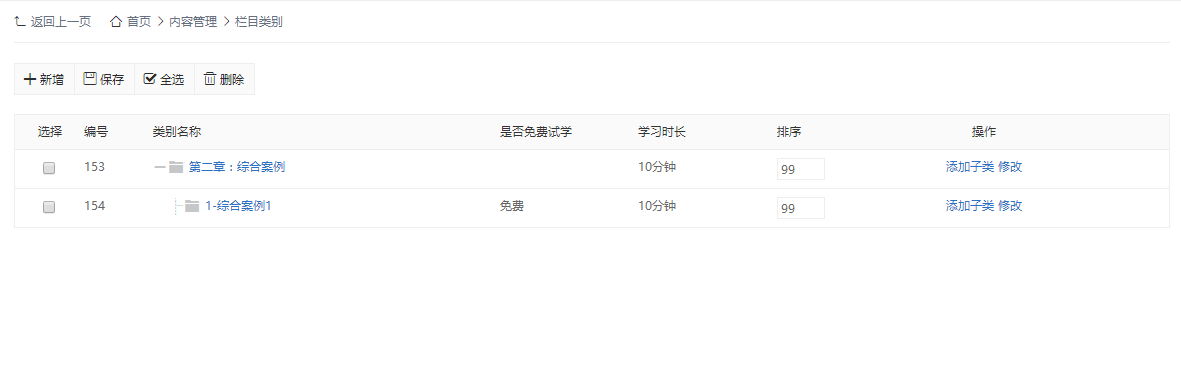 返回上一页 首页 内容管理 栏目类别
新增 保存 全选 删除
选择 编号 类别名称 是否免费试学 学习时长 排序 操作
153 第二章：综合案例 10分钟 99 添加子类 修改
154 1-综合案例1 免费 10分钟 99 添加子类 修改